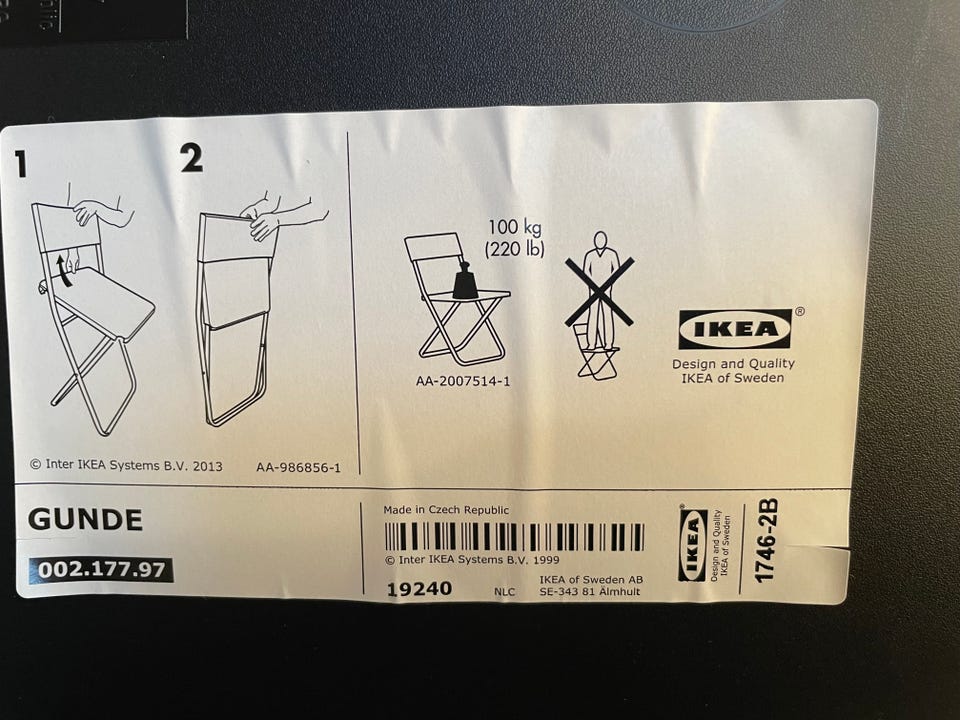 1
2
100 kg
(220 lb)
AA-2007514-1
IKEA®
Design and Quality
IKEA of Sweden
© Inter IKEA Systems B.V. 2013
AA-986856-1
GUNDE
002.177.97
Made in Czech Republic
© Inter IKEA Systems B.V. 1999
19240
NLC
IKEA of Sweden AB
SE-343 81 Älmhult
IKEA
Design and Quality
IKEA of Sweden
1746-2B